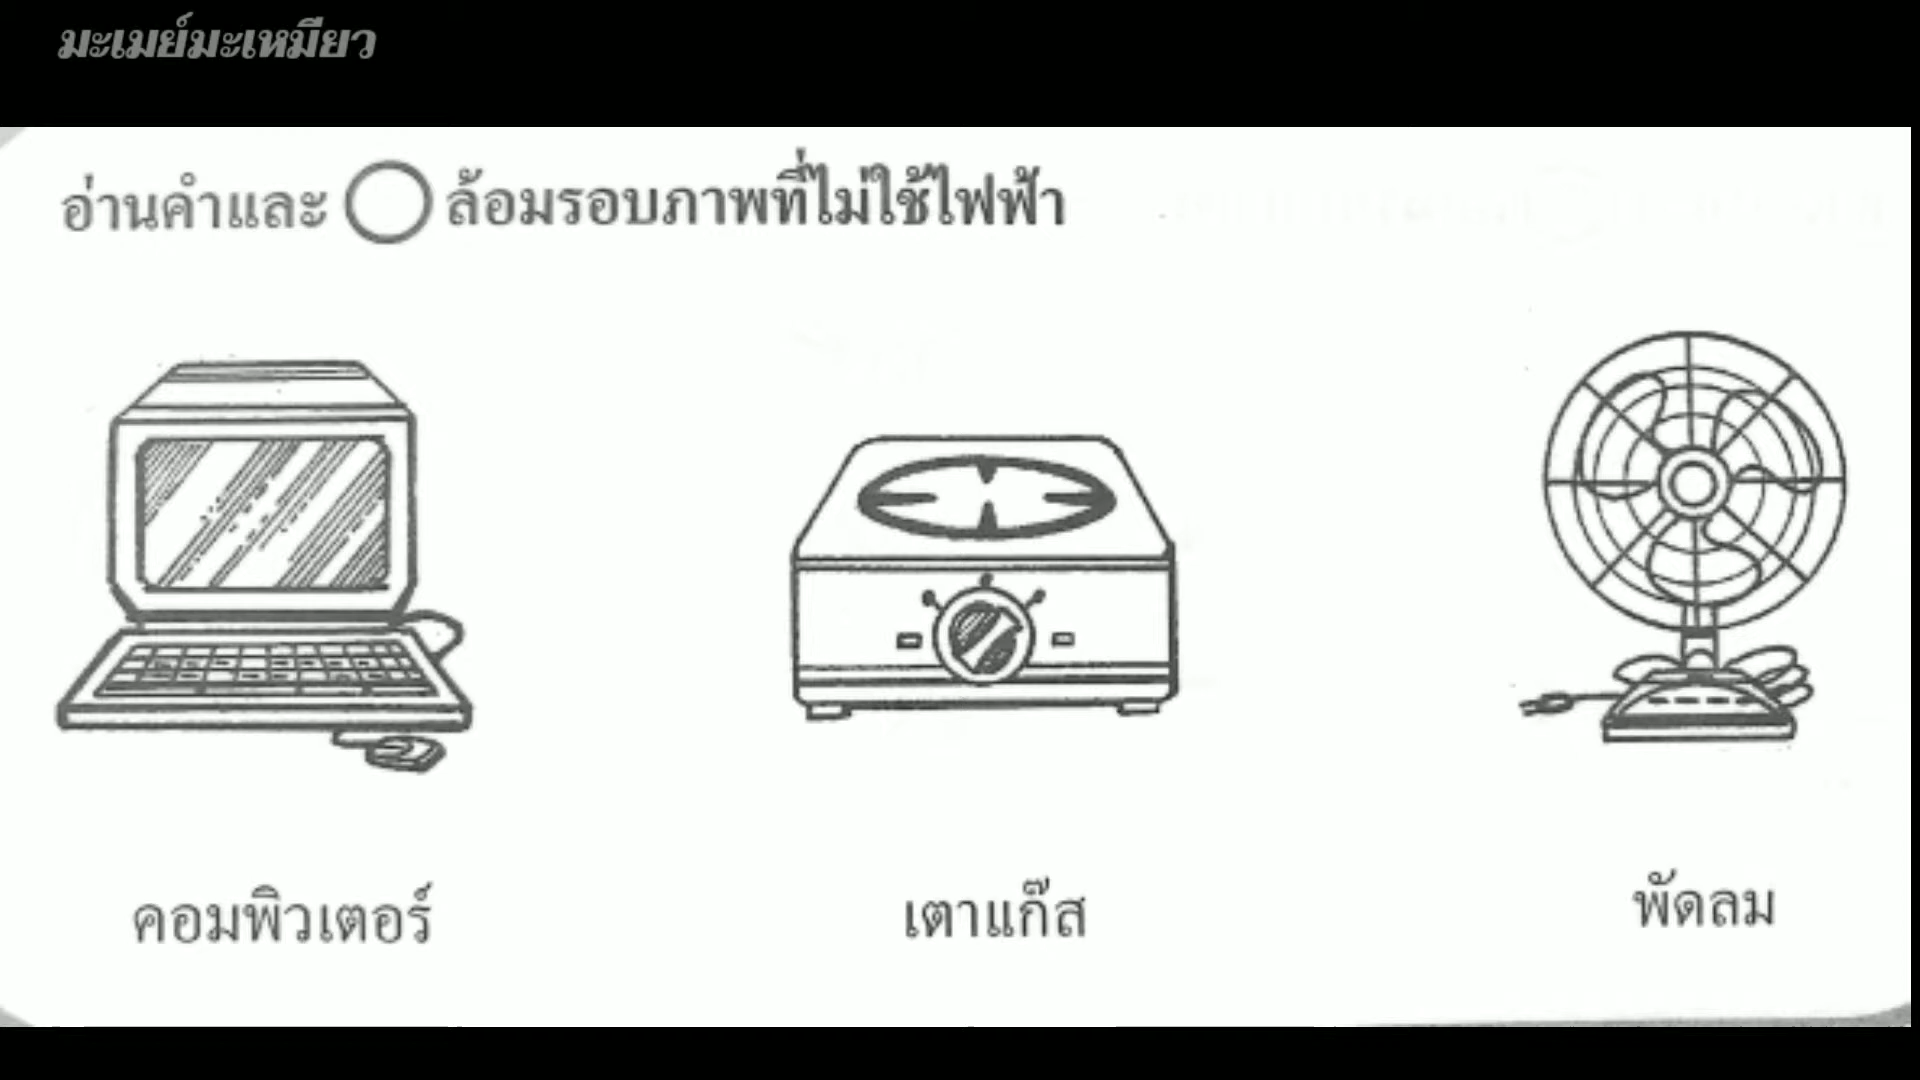 มะเมย์มะเหมียว
อ่านคำและ ล้อมรอบภาพที่ไม่ใช้ไฟฟ้า
คอมพิวเตอร์ เตาแก๊ส พัดลม